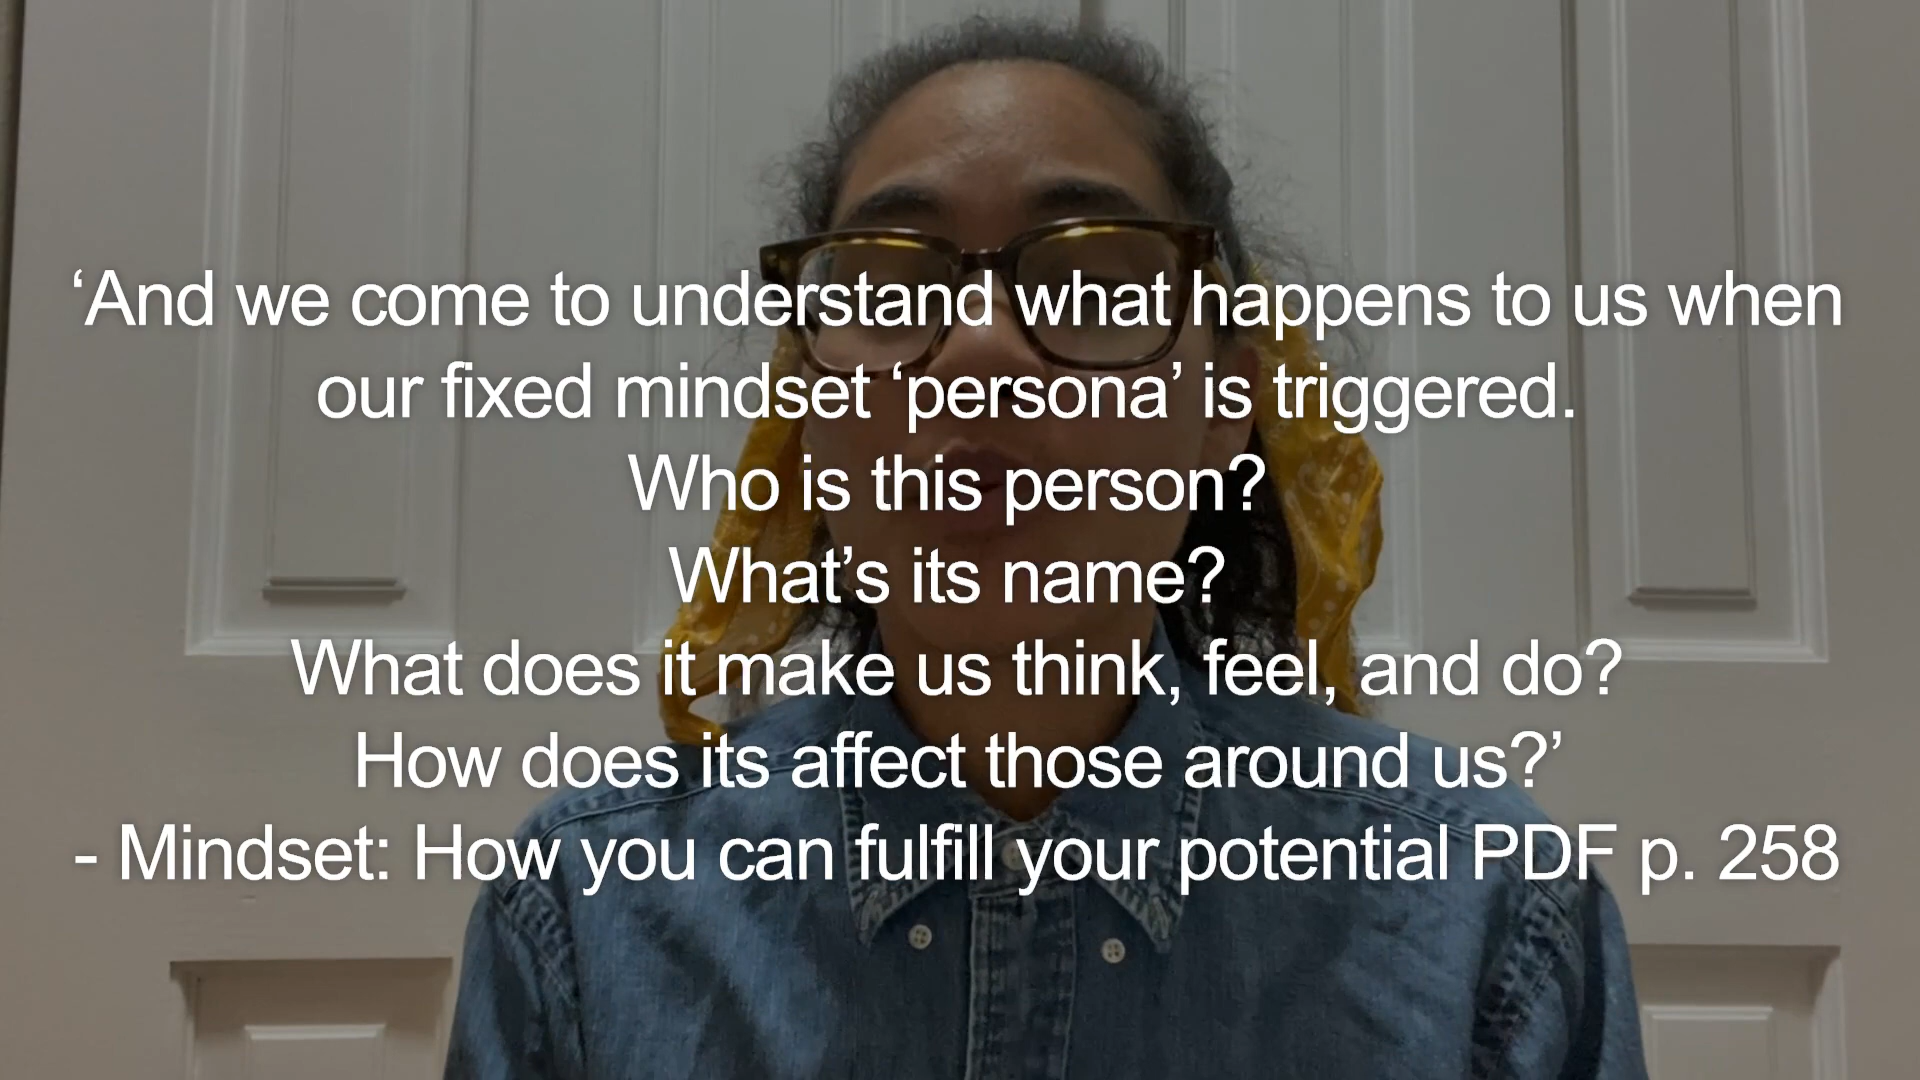 ‘And we come to understand what happens to us when
our fixed mindset ‘persona’ is triggered.
Who is this person?
What’s its name?
What does it make us think, feel, and do?
How does its affect those around us?’
- Mindset: How you can fulfill your potential PDF p. 258